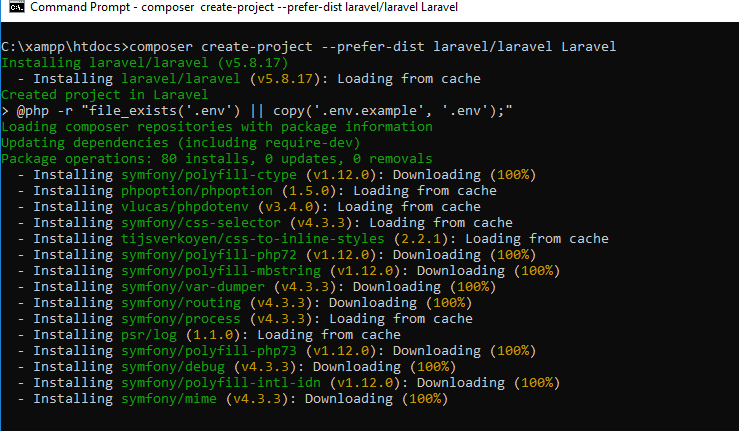 Command Prompt - composer  create-project --prefer-dist laravel/laravel Laravel
C:\xampp\htdocs>composer create-project --prefer-dist laravel/laravel Laravel
Installing laravel/laravel (v5.8.17)
  - Installing laravel/laravel (v5.8.17): Loading from cache
Created project in Laravel
> @php -r "file_exists('.env') || copy('.env.example', '.env');"
Loading composer repositories with package information
Updating dependencies (including require-dev)
Package operations: 80 installs, 0 updates, 0 removals
  - Installing symfony/polyfill-ctype (v1.12.0): Downloading (100%)
  - Installing phpoption/phpoption (1.5.0): Loading from cache
  - Installing vlucas/phpdotenv (v3.4.0): Loading from cache
  - Installing symfony/css-selector (v4.3.3): Loading from cache
  - Installing tijsverkoyen/css-to-inline-styles (2.2.1): Loading from cache
  - Installing symfony/polyfill-php72 (v1.12.0): Downloading (100%)
  - Installing symfony/polyfill-mbstring (v1.12.0): Downloading (100%)
  - Installing symfony/var-dumper (v4.3.3): Downloading (100%)
  - Installing symfony/routing (v4.3.3): Downloading (100%)
  - Installing symfony/process (v4.3.3): Loading from cache
  - Installing psr/log (1.1.0): Loading from cache
  - Installing symfony/polyfill-php73 (v1.12.0): Downloading (100%)
  - Installing symfony/debug (v4.3.3): Downloading (100%)
  - Installing symfony/polyfill-intl-idn (v1.12.0): Downloading (100%)
  - Installing symfony/mime (v4.3.3): Downloading (100%)